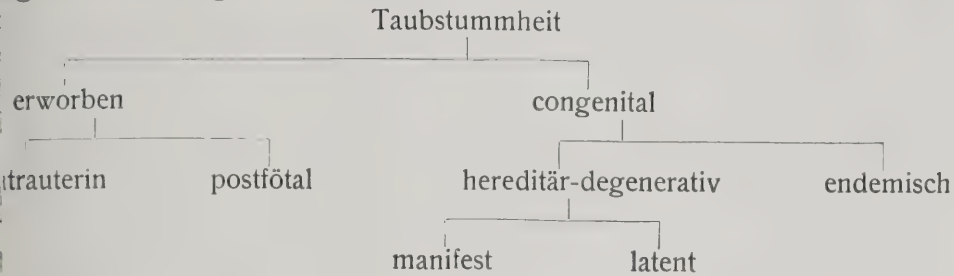 Taubstummheit
erworben congenital
trauterin postfötal hereditär-degenerativ endemisch
manifest latent